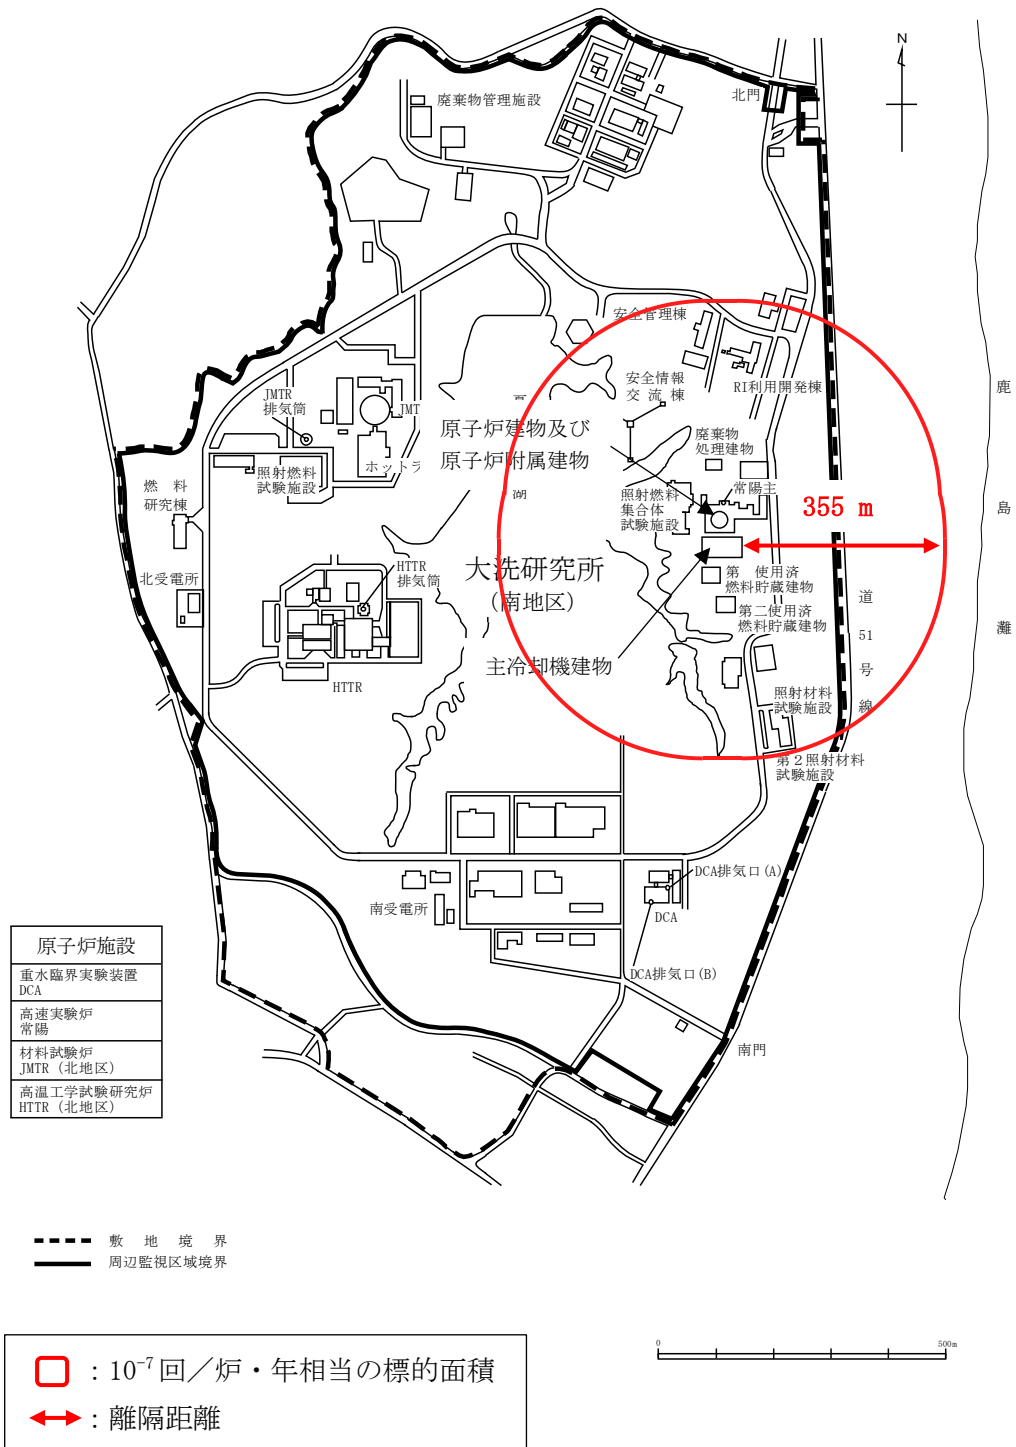 N
北門
廃棄物管理施設
安全管理棟
安全情報
交 流 棟
RI利用開発棟
鹿
島
灘
JMTR
排気筒
JMT
夏
湖
原子炉建物及び
原子炉附属建物
廃棄物
処理建物
ホットラ
照射燃料
試験施設
燃 料
研究棟
照射燃料
集合体
試験施設
常陽主
355 m
北受電所
HTTR
排気筒
大洗研究所
(南地区)
第 使用済
燃料貯蔵建物
第二使用済
燃料貯蔵建物
道
51
号
線
主冷却機建物
HTTR
照射材料
試験施設
第２照射材料
試験施設
DCA排気口(A)
南受電所
DCA
DCA排気口(B)
南門
原子炉施設
重水臨界実験装置
DCA
高速実験炉
常陽
材料試験炉
JMTR (北地区)
高温工学試験研究炉
HTTR (北地区)
敷 地 境 界
周辺監視区域境界
0 500m
：10⁻⁷回／炉・年相当の標的面積
：離隔距離